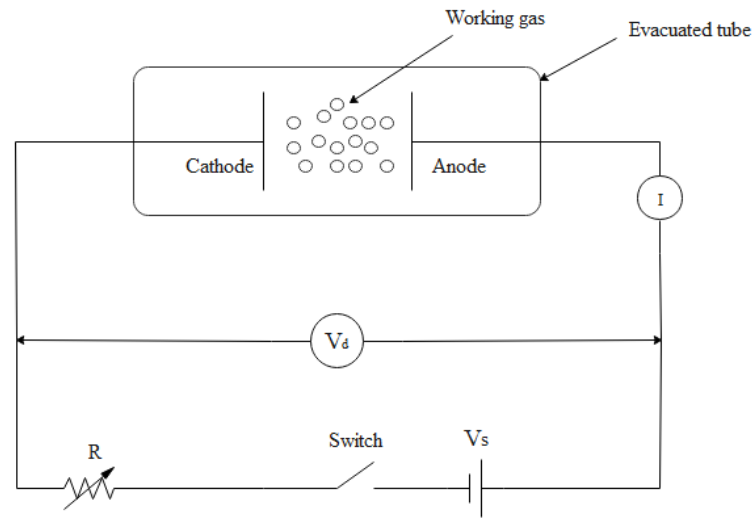 Working gas
Evacuated tube
Cathode
Anode
I
Vd
R
Switch
Vs